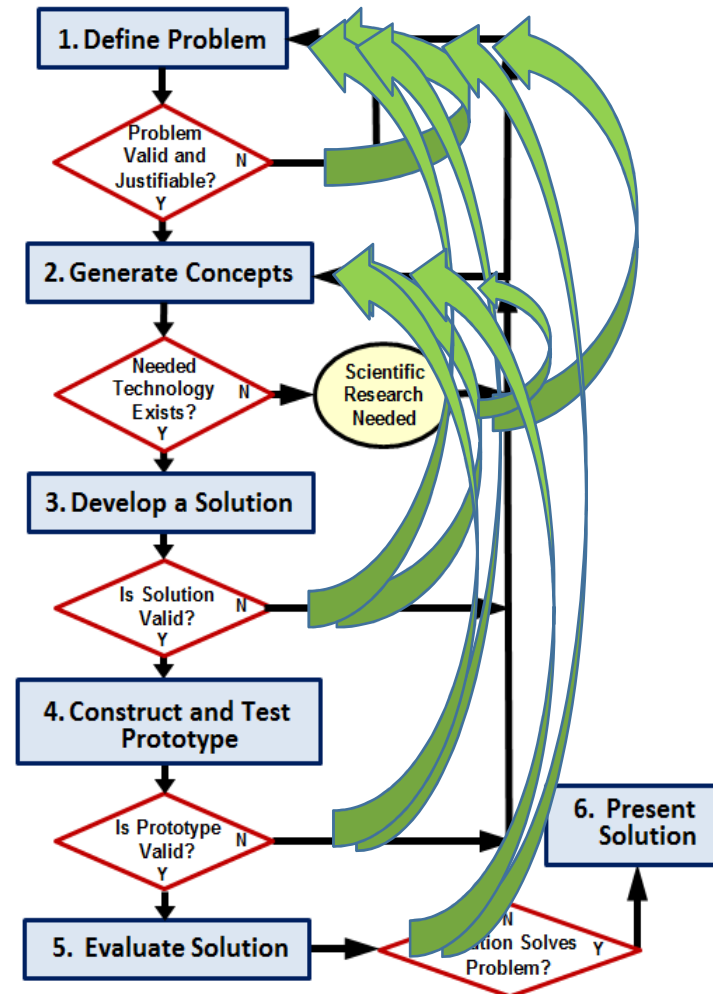 1. Define Problem
Problem
Valid and
Justifiable?
N
Y
2. Generate Concepts
Needed
Technology
Exists?
N
Y
Scientific
Research
Needed
3. Develop a Solution
Is Solution
Valid?
N
Y
4. Construct and Test
Prototype
Is Prototype
Valid?
N
Y
5. Evaluate Solution
N
Solves
Problem?
Y
6. Present
Solution